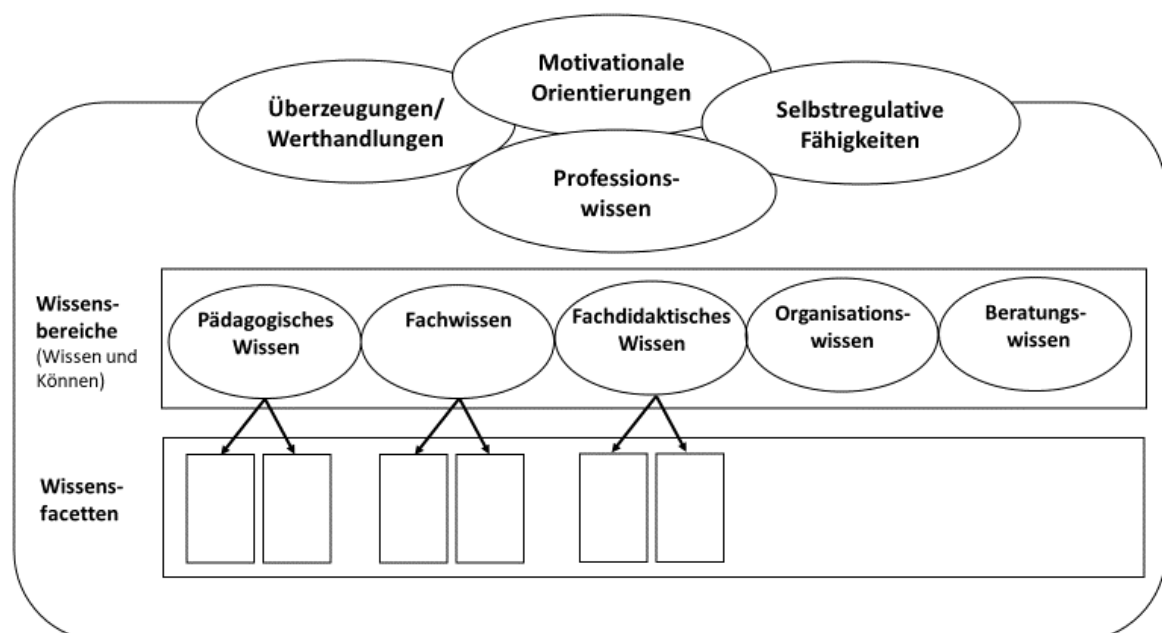 Motivationale
Orientierungen
Überzeugungen/
Werthandlungen
Selbstregulative
Fähigkeiten
Professions-
wissen
Wissens-
bereiche
(Wissen und
Können)
Pädagogisches
Wissen
Fachwissen
Fachdidaktisches
Wissen
Organisations-
wissen
Beratungs-
wissen
Wissens-
facetten